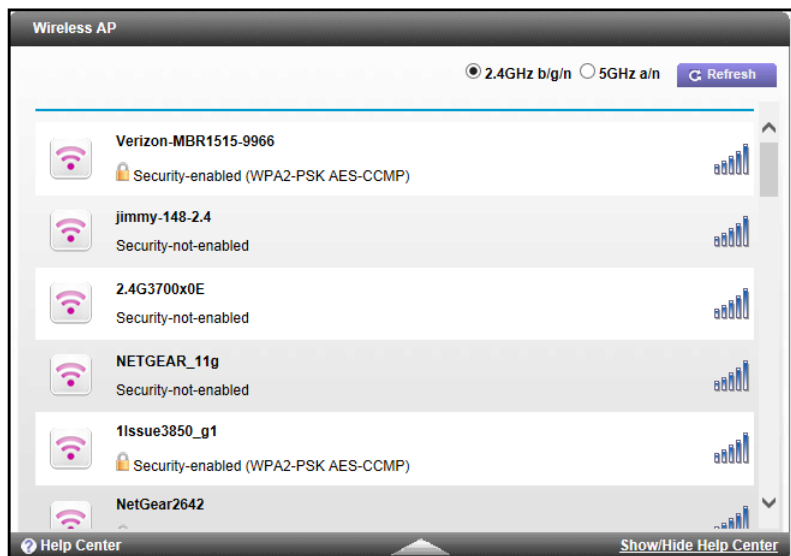 Wireless AP
2.4GHz b/g/n 5GHz a/n Refresh
Verizon-MBR1515-9966
Security-enabled (WPA2-PSK AES-CCMP)
jimmy-148-2.4
Security-not-enabled
2.4G3700x0E
Security-not-enabled
NETGEAR_11g
Security-not-enabled
1Issue3850_g1
Security-enabled (WPA2-PSK AES-CCMP)
NetGear2642
? Help Center Show/Hide Help Center